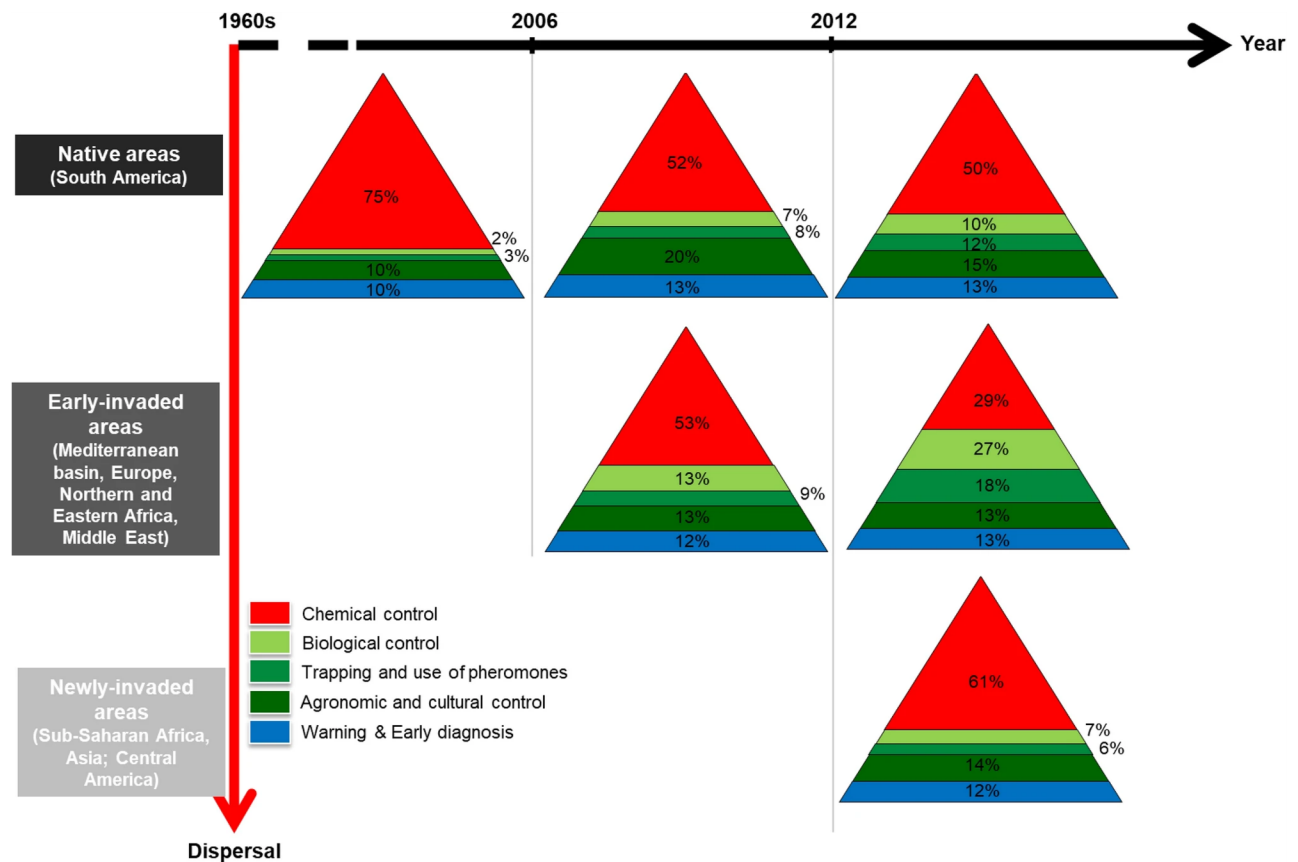 1960s
2006
2012
Year
Native areas
(South America)
75%
2%
3%
10%
10%
52%
7%
8%
20%
13%
50%
10%
12%
15%
13%
Early-invaded
areas
(Mediterranean
basin, Europe,
Northern and
Eastern Africa,
Middle East)
53%
13%
9%
13%
12%
29%
27%
18%
13%
13%
Chemical control
Biological control
Trapping and use of pheromones
Agronomic and cultural control
Warning & Early diagnosis
Newly-invaded
areas
(Sub-Saharan Africa,
Asia; Central
America)
61%
7%
6%
14%
12%
Dispersal